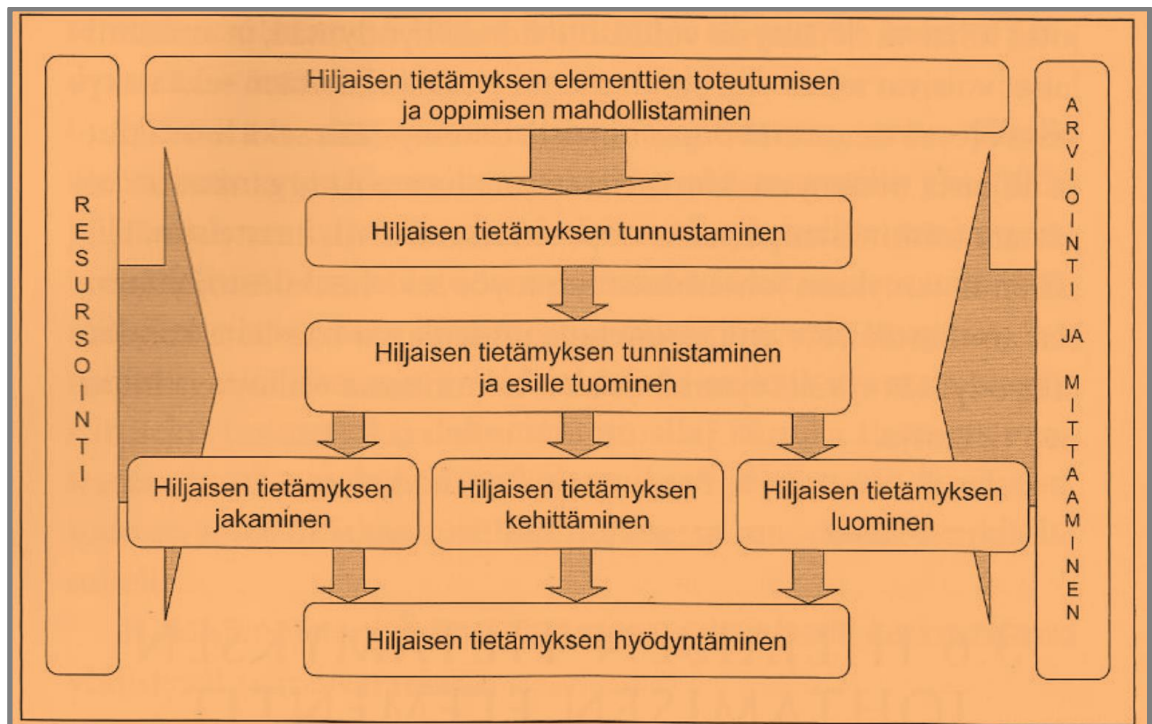 Hiljaisen tietämyksen elementtien toteutumisen
ja oppimisen mahdollistaminen
RESURSOINTI
ARVIOINTI JA MITTAAMINEN
Hiljaisen tietämyksen tunnustaminen
Hiljaisen tietämyksen tunnistaminen
ja esille tuominen
Hiljaisen tietämyksen
jakaminen
Hiljaisen tietämyksen
kehittäminen
Hiljaisen tietämyksen
luominen
Hiljaisen tietämyksen hyödyntäminen